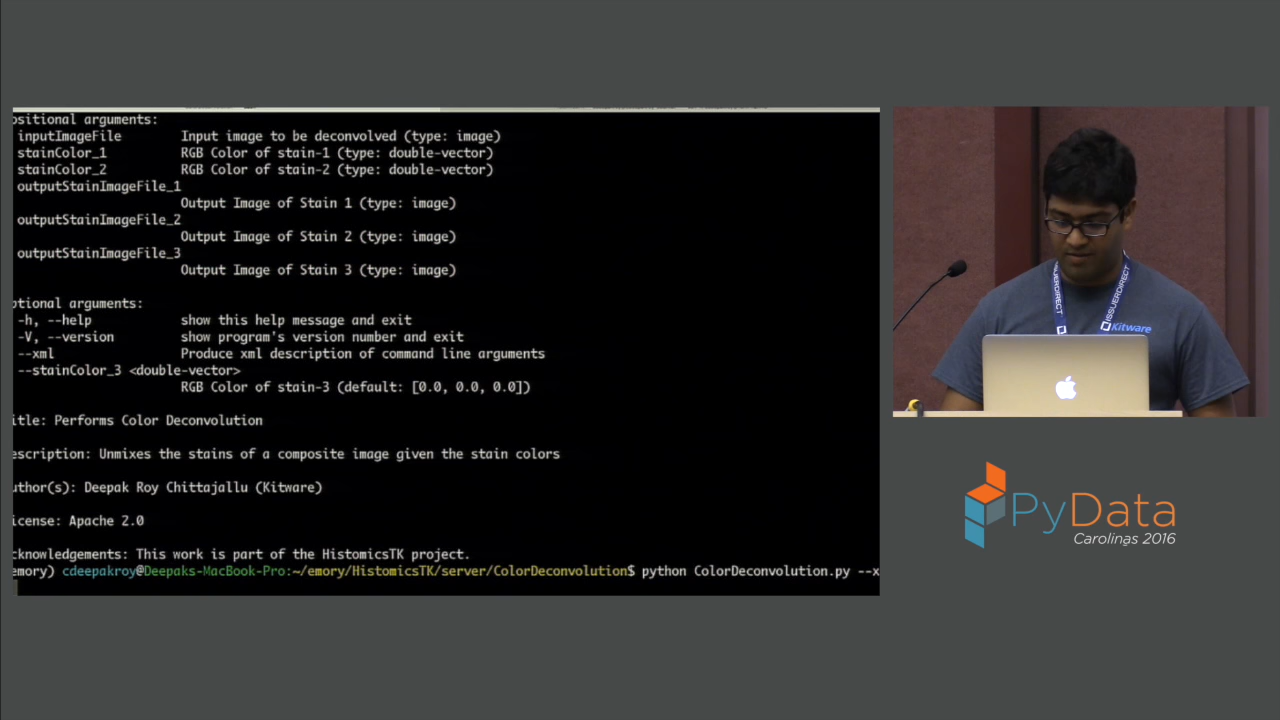 ositional arguments:
inputImageFile Input image to be deconvolved (type: image)
stainColor_1 RGB Color of stain-1 (type: double-vector)
stainColor_2 RGB Color of stain-2 (type: double-vector)
outputStainImageFile_1
Output Image of Stain 1 (type: image)
outputStainImageFile_2
Output Image of Stain 2 (type: image)
outputStainImageFile_3
Output Image of Stain 3 (type: image)
ptional arguments:
-h, --help show this help message and exit
-V, --version show program's version number and exit
--xml Produce xml description of command line arguments
--stainColor_3 <double-vector>
RGB Color of stain-3 (default: [0.0, 0.0, 0.0])
itle: Performs Color Deconvolution
escription: Unmixes the stains of a composite image given the stain colors
uthor(s): Deepak Roy Chittajallu (Kitware)
icense: Apache 2.0
cknowledgements: This work is part of the HistomicsTK project.
emory) cdeepakroy@Deepaks-MacBook-Pro:~/emory/HistomicsTK/server/ColorDeconvolution$ python ColorDeconvolution.py --x
ISSUERDIRECT
ISSUERDIRECT
Kitware
PyData
Carolinas 2016